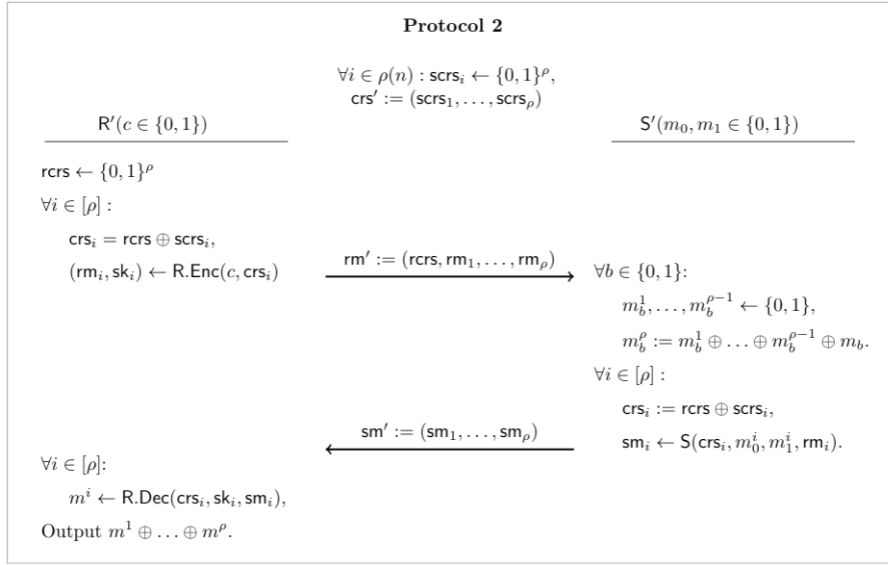 Protocol 2
∀i ∈ ρ(n) : scrs_i ← {0, 1}^ρ,
crs′ := (scrs_1, . . . , scrs_ρ)
R′(c ∈ {0, 1})
S′(m_0, m_1 ∈ {0, 1})
rcrs ← {0, 1}^ρ
∀i ∈ [ρ] :
crs_i = rcrs ⊕ scrs_i,
(rm_i, sk_i) ← R.Enc(c, crs_i)
rm′ := (rcrs, rm_1, . . . , rm_ρ)
∀b ∈ {0, 1}:
m_b^1, . . . , m_b^{ρ−1} ← {0, 1},
m_b^ρ := m_b^1 ⊕ . . . ⊕ m_b^{ρ−1} ⊕ m_b.
∀i ∈ [ρ] :
crs_i := rcrs ⊕ scrs_i,
sm_i ← S(crs_i, m_0^i, m_1^i, rm_i).
sm′ := (sm_1, . . . , sm_ρ)
∀i ∈ [ρ]:
m^i ← R.Dec(crs_i, sk_i, sm_i),
Output m^1 ⊕ . . . ⊕ m^ρ.